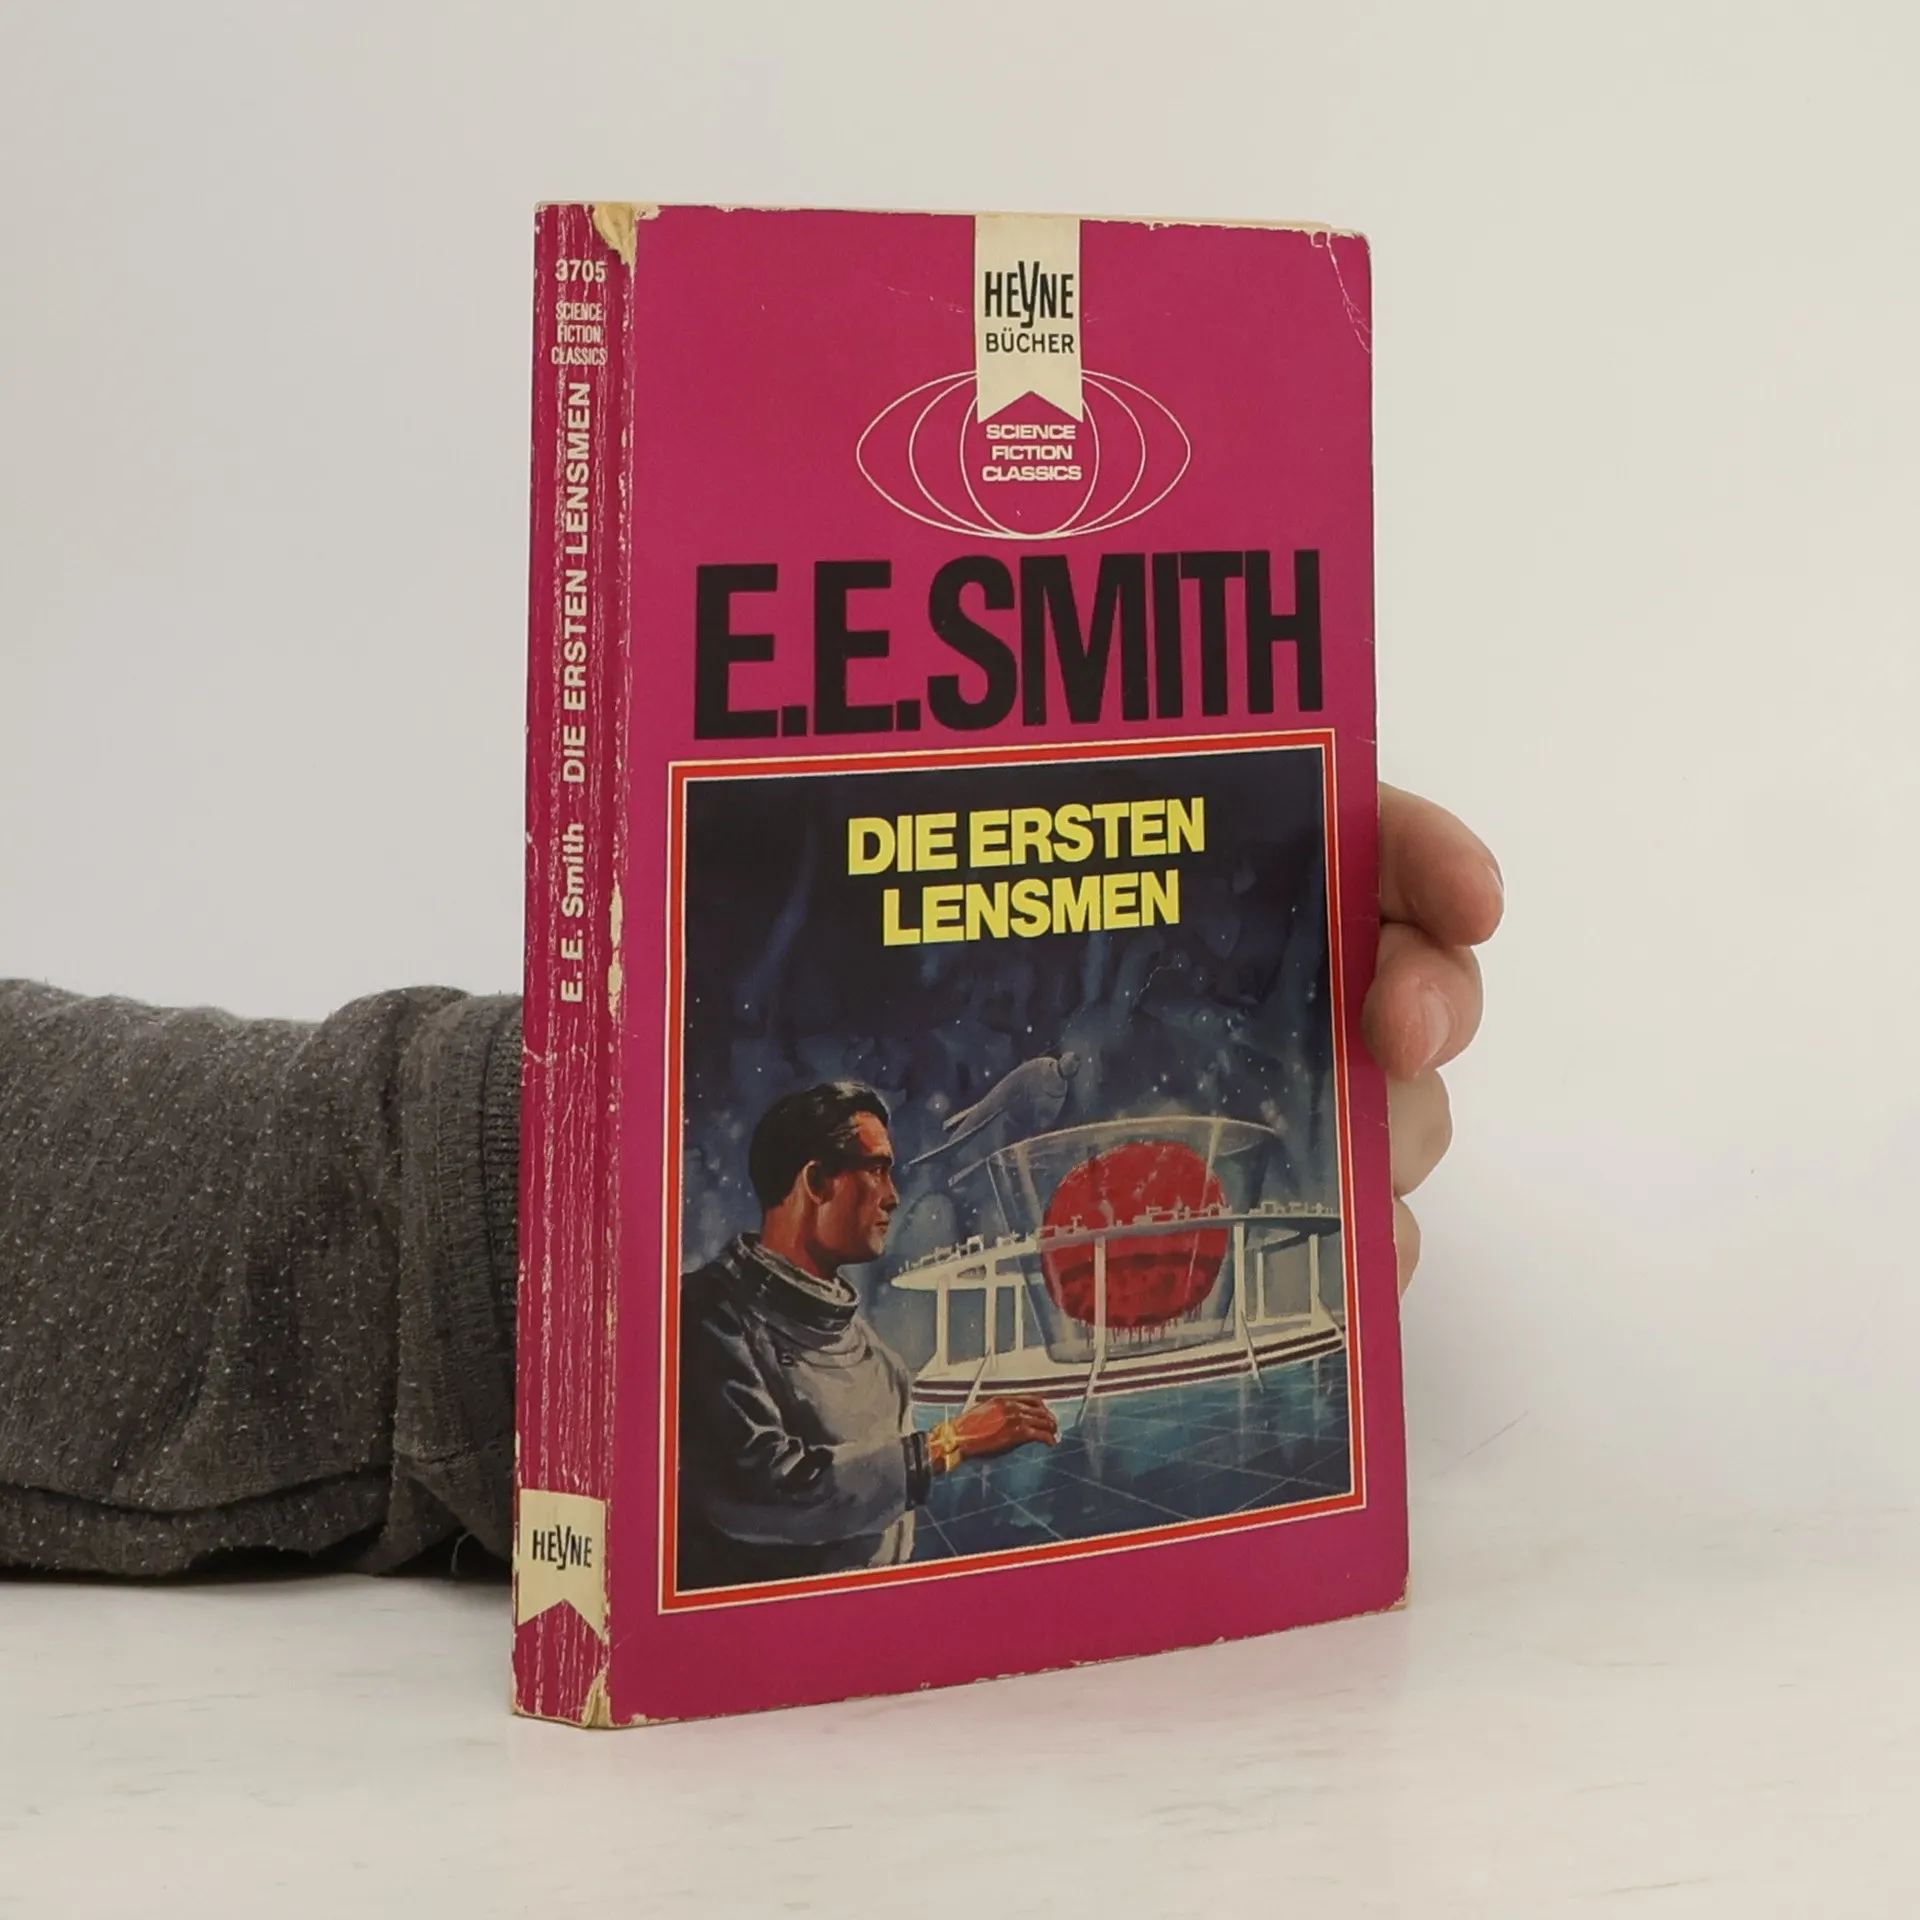 3705
SCIENCE
FICTION
CLASSICS
E. E. Smith DIE ERSTEN LENSMEN
HEYNE
HEYNE
BÜCHER
SCIENCE
FICTION
CLASSICS
E.E.SMITH
DIE ERSTEN
LENSMEN